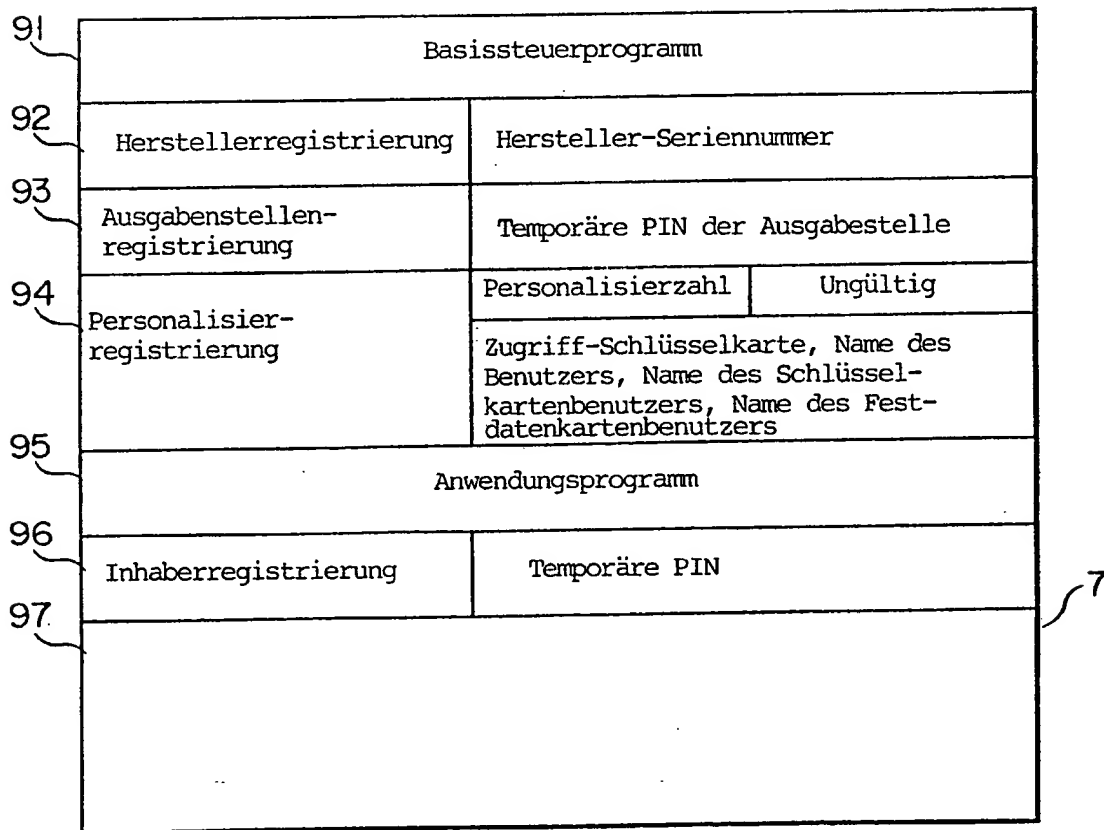 91
Basissteuerprogramm
92
Herstellerregistrierung
Hersteller-Seriennummer
93
Ausgabenstellen-
registrierung
Temporäre PIN der Ausgabestelle
94
Personalisier-
registrierung
Personalisierzahl
Ungültig
Zugriff-Schlüsselkarte, Name des
Benutzers, Name des Schlüssel-
kartenbenutzers, Name des Fest-
datenkartenbenutzers
95
Anwendungsprogramm
96
Inhaberregistrierung
Temporäre PIN
97
7